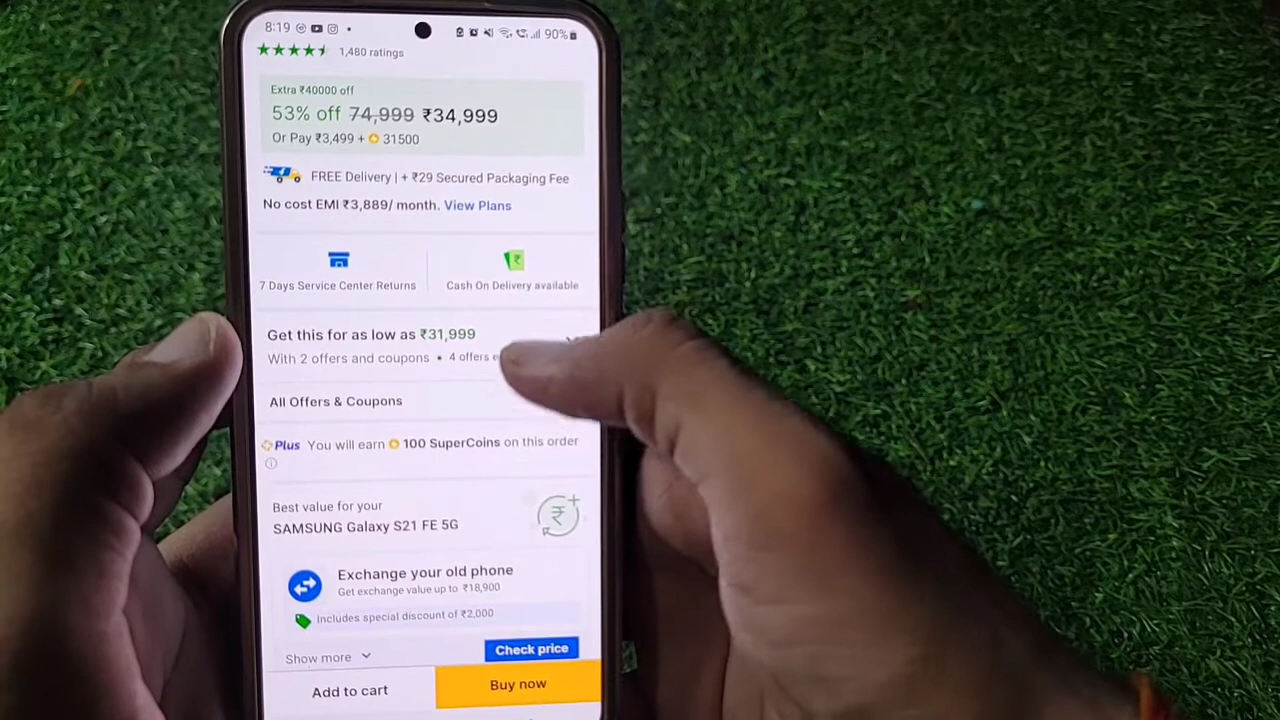 8:19 90%
1,480 ratings
Extra ₹40000 off
53% off 74,999 ₹34,999
Or Pay ₹3,499 + 31500
FREE Delivery | + ₹29 Secured Packaging Fee
No cost EMI ₹3,889/ month. View Plans
7 Days Service Center Returns
Cash On Delivery available
Get this for as low as ₹31,999
With 2 offers and coupons • 4 offers
All Offers & Coupons
Plus You will earn 100 SuperCoins on this order
Best value for your
SAMSUNG Galaxy S21 FE 5G
Exchange your old phone
Get exchange value up to ₹18,900
Includes special discount of ₹2,000
Show more
Check price
Add to cart
Buy now